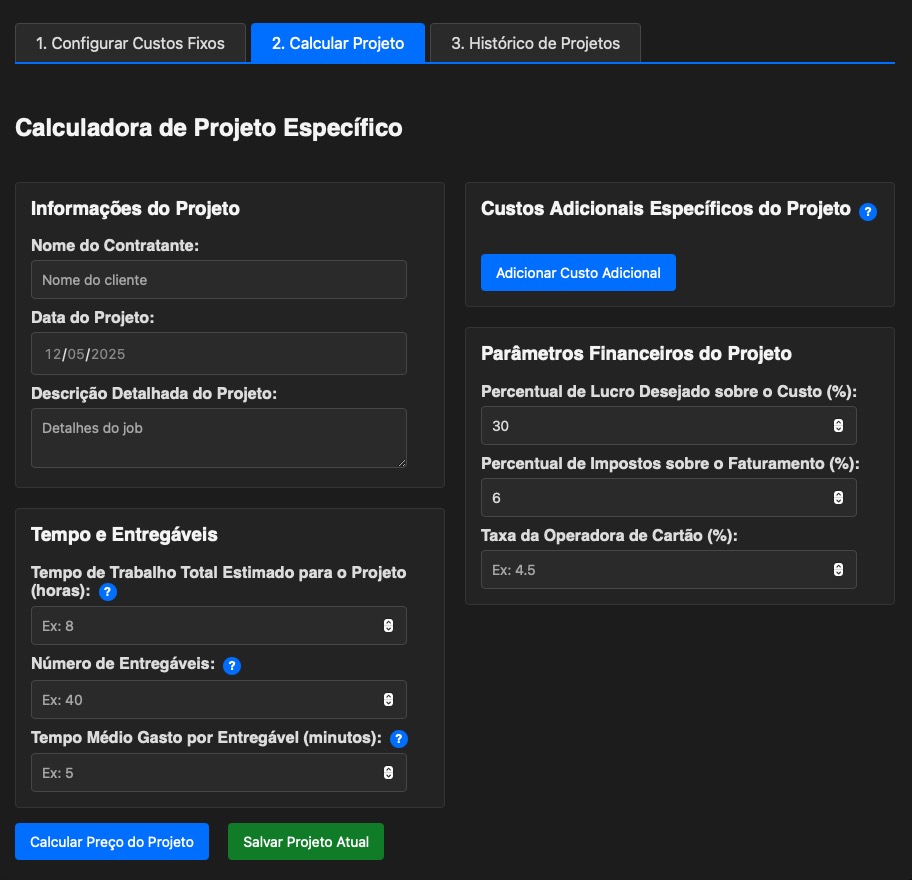 1. Configurar Custos Fixos
2. Calcular Projeto
3. Histórico de Projetos
Calculadora de Projeto Específico
Informações do Projeto
Nome do Contratante:
Nome do cliente
Data do Projeto:
12/05/2025
Descrição Detalhada do Projeto:
Detalhes do job
Tempo e Entregáveis
Tempo de Trabalho Total Estimado para o Projeto
(horas): ?
Ex: 8
Número de Entregáveis: ?
Ex: 40
Tempo Médio Gasto por Entregável (minutos): ?
Ex: 5
Custos Adicionais Específicos do Projeto ?
Adicionar Custo Adicional
Parâmetros Financeiros do Projeto
Percentual de Lucro Desejado sobre o Custo (%):
30
Percentual de Impostos sobre o Faturamento (%):
6
Taxa da Operadora de Cartão (%):
Ex: 4.5
Calcular Preço do Projeto
Salvar Projeto Atual